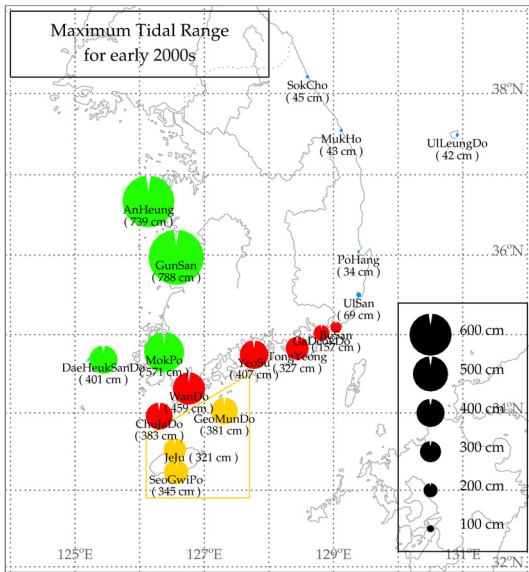 Maximum Tidal Range
for early 2000s
SokCho
( 45 cm )
38°N
MukHo
( 43 cm )
UlLeungDo
( 42 cm )
AnHeung
( 739 cm )
GunSan
( 788 cm )
PoHang
( 34 cm )
36°N
UlSan
( 69 cm )
BuSan
GaDeokDo
( 157 cm )
TongYeong
( 327 cm )
YeoSu
( 407 cm )
MokPo
( 571 cm )
DaeHeukSanDo
( 401 cm )
WanDo
( 459 cm )
GeoMunDo
( 381 cm )
ChuJaDo
( 383 cm )
JeJu ( 321 cm )
SeoGwiPo
( 345 cm )
600 cm
500 cm
400 cm
300 cm
200 cm
100 cm
34°N
125°E
127°E
129°E
131°E
32°N